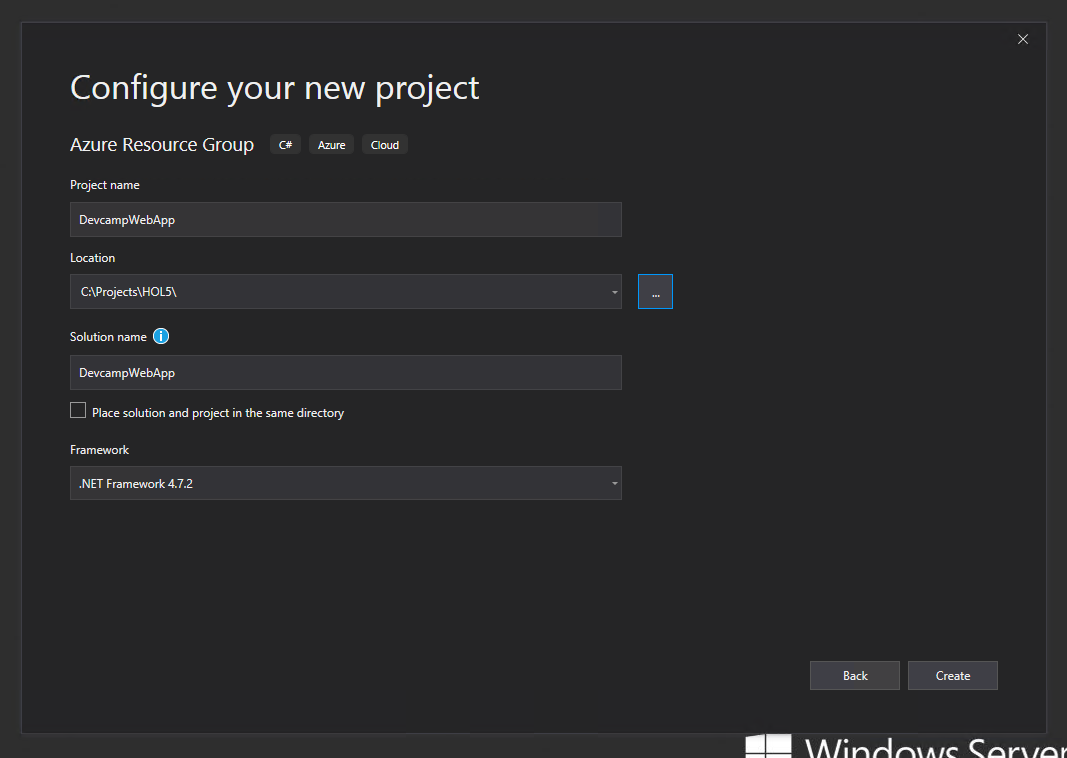 Configure your new project
Azure Resource Group C# Azure Cloud
Project name
DevcampWebApp
Location
C:\Projects\HOL5\
...
Solution name
DevcampWebApp
Place solution and project in the same directory
Framework
.NET Framework 4.7.2
Back Create
Windows Server